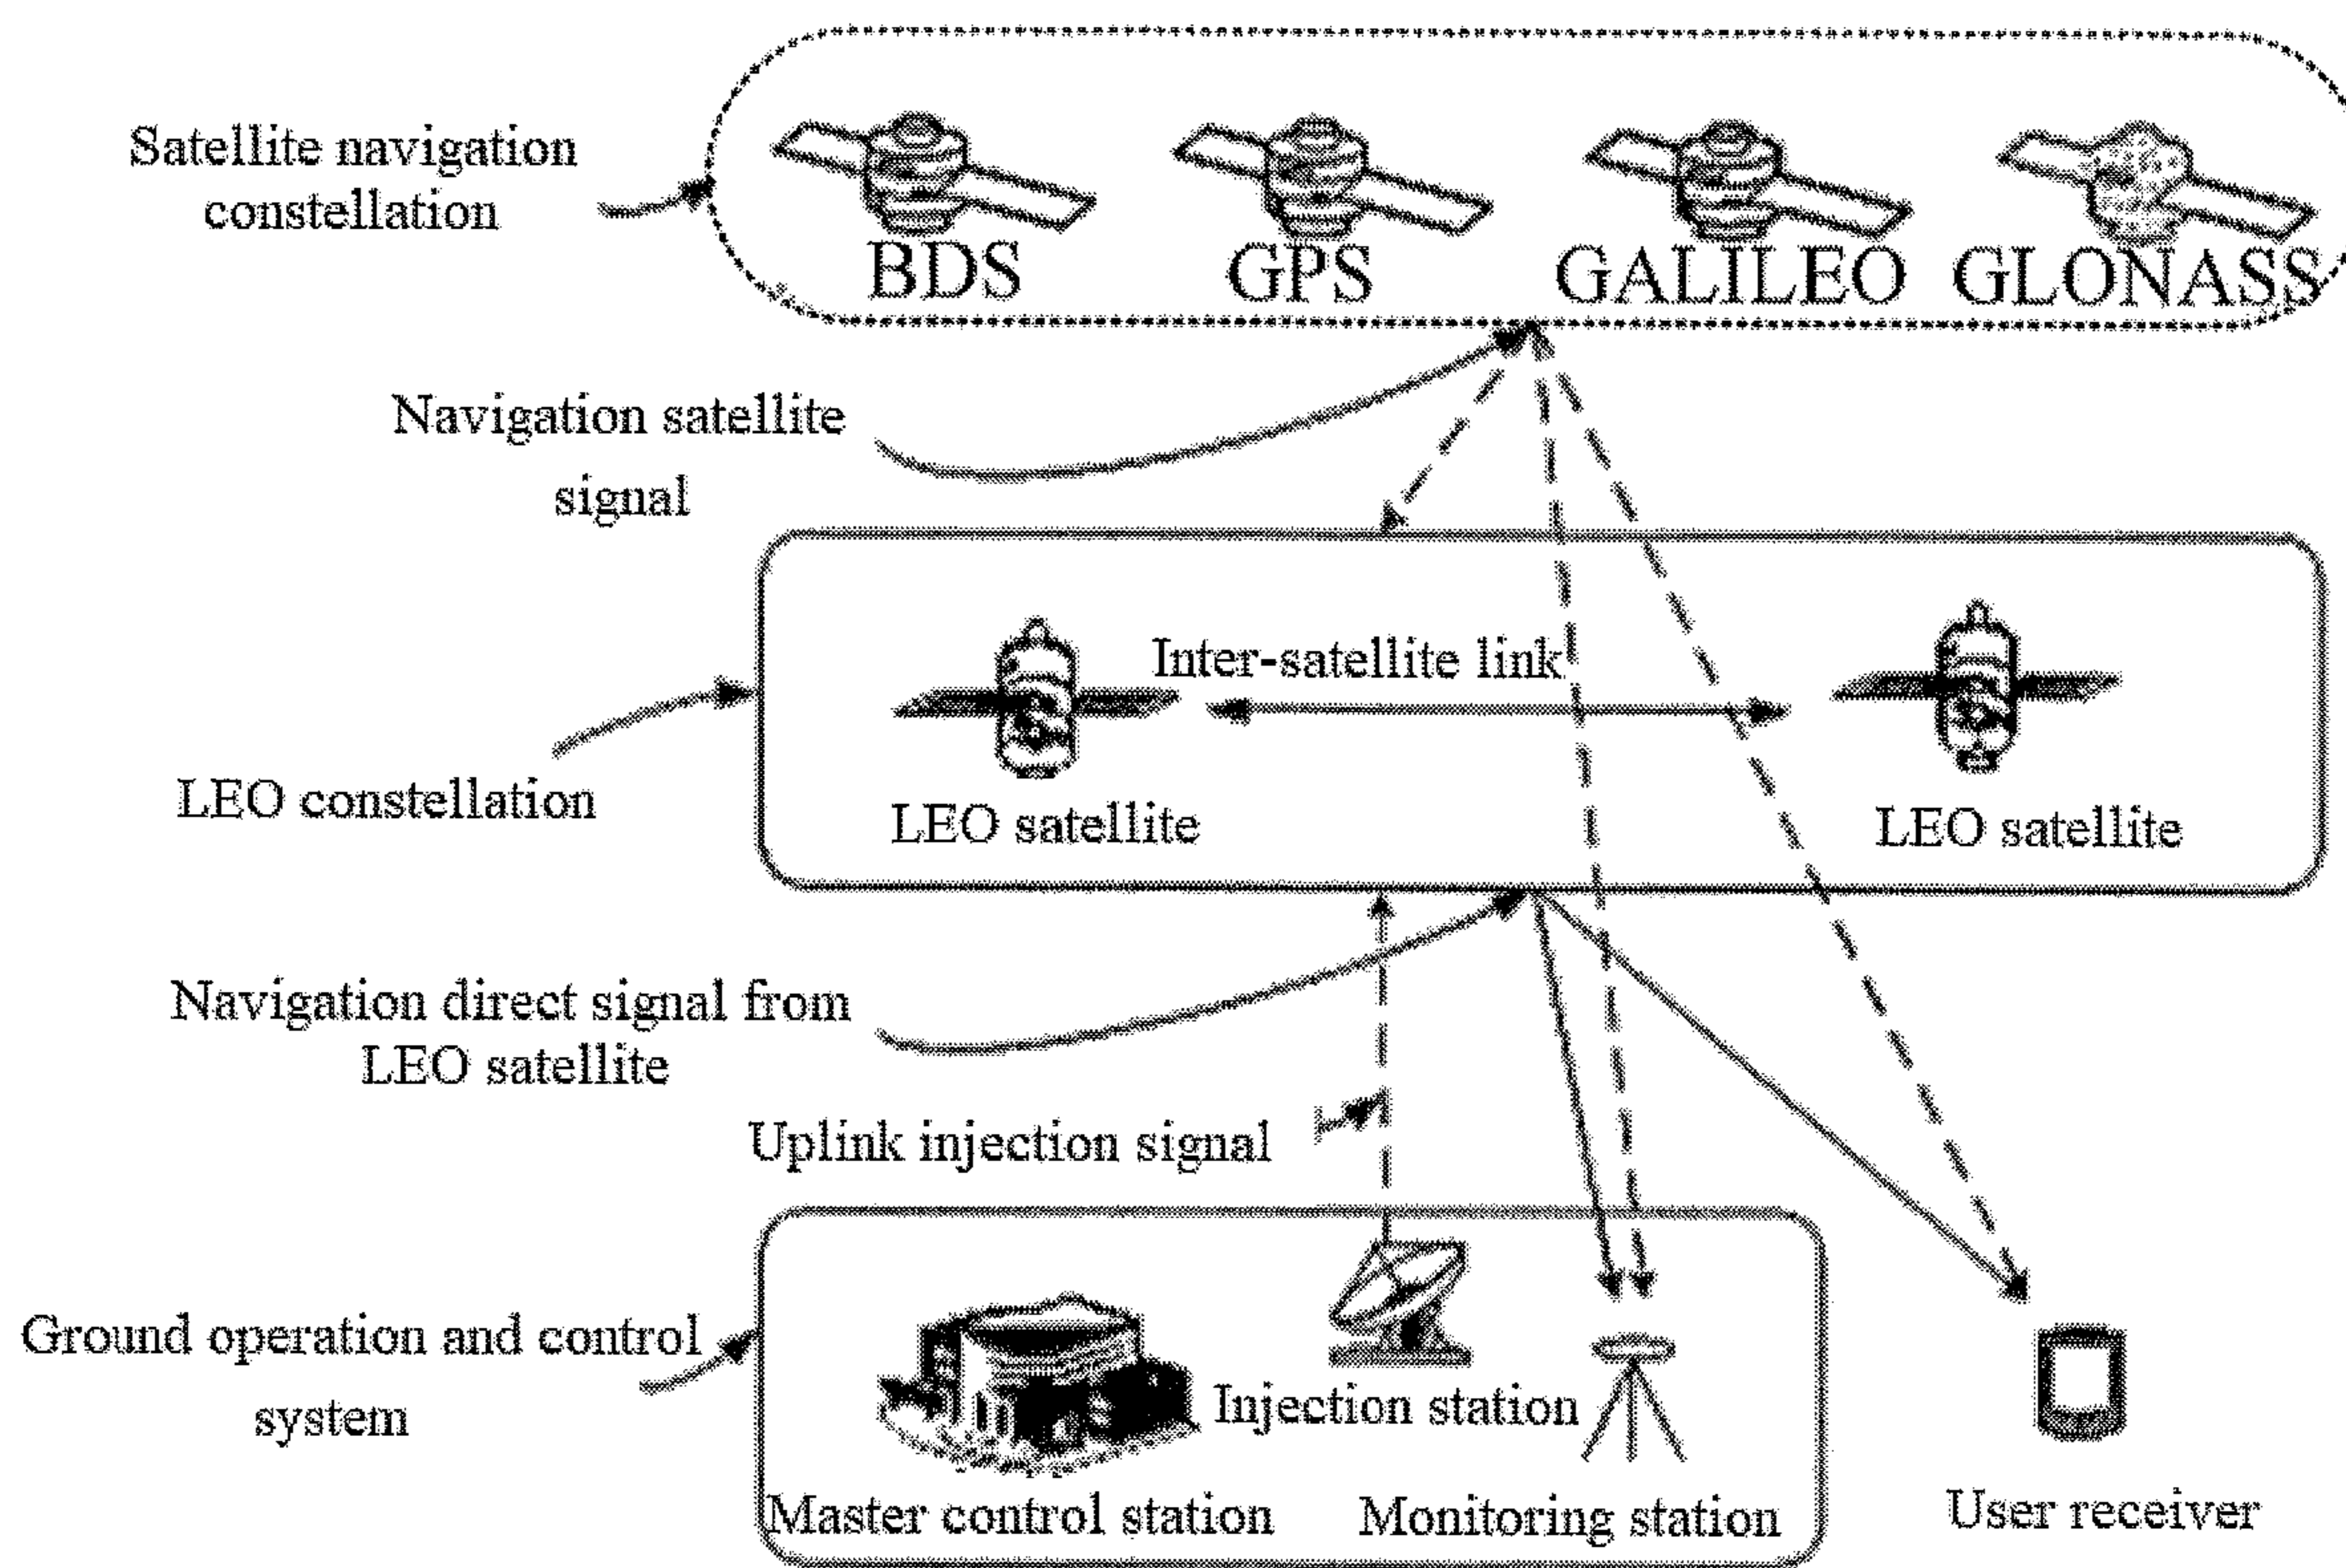 Satellite navigation
constellation
BDS
GPS
GALILEO
GLONASS
Navigation satellite
signal
Inter-satellite link
LEO constellation
LEO satellite
LEO satellite
Navigation direct signal from
LEO satellite
Uplink injection signal
Ground operation and control
system
Injection station
Master control station
Monitoring station
User receiver